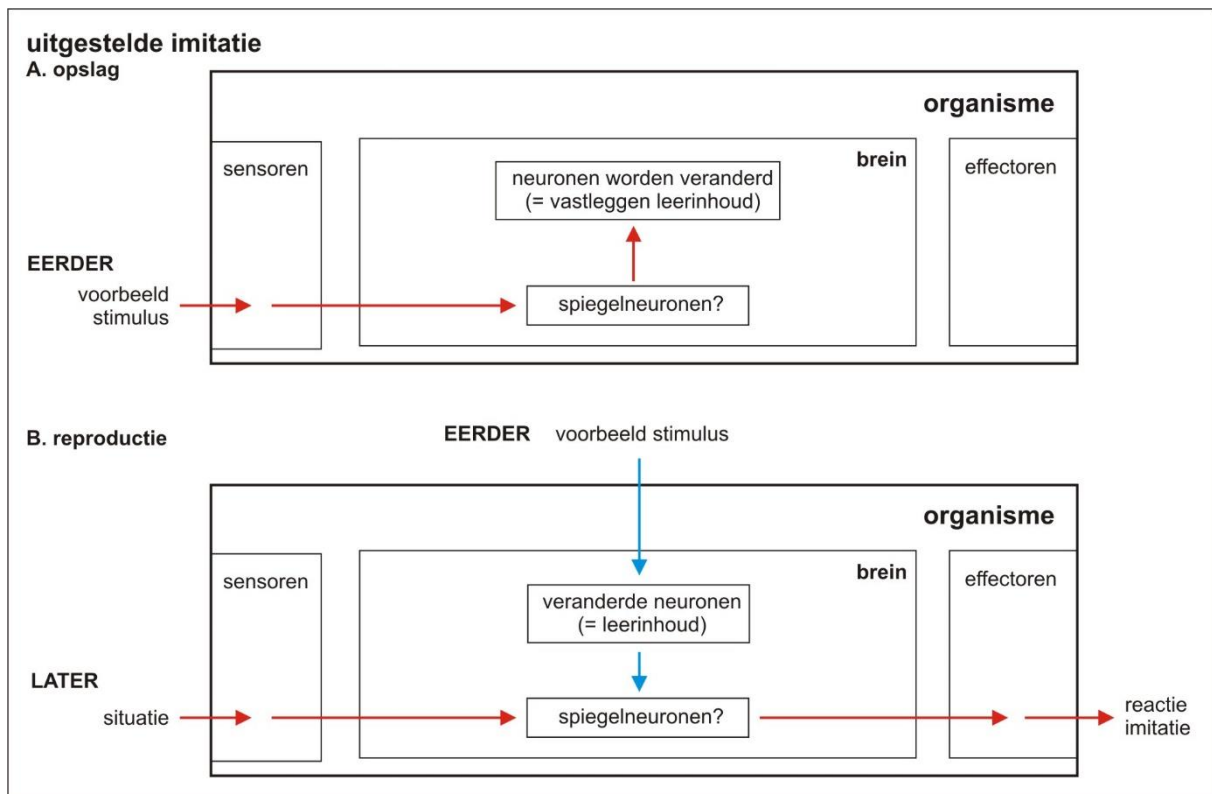 uitgestelde imitatie
A. opslag
organisme
sensoren
brein
effectoren
neuronen worden veranderd
(= vastleggen leerinhoud)
EERDER
voorbeeld
stimulus
spiegelneuronen?
B. reproductie
EERDER voorbeeld stimulus
organisme
sensoren
brein
effectoren
veranderde neuronen
(= leerinhoud)
LATER
situatie
spiegelneuronen?
reactie
imitatie